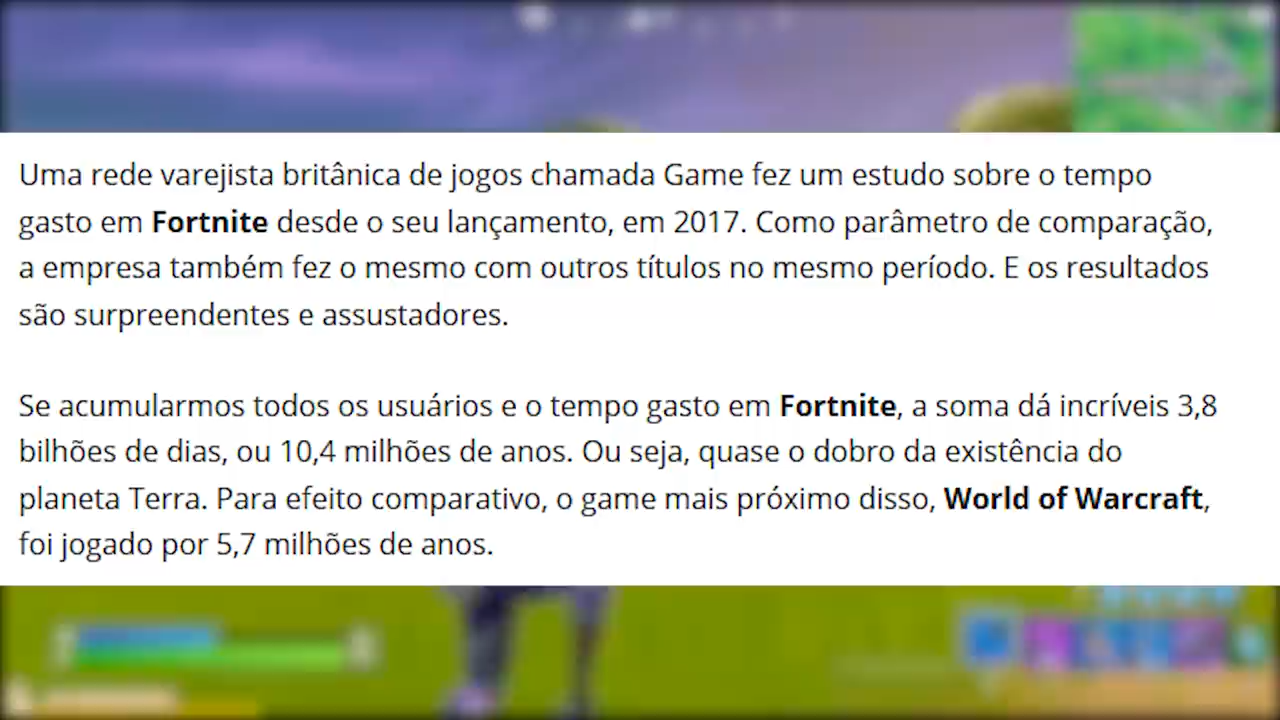 Uma rede varejista britânica de jogos chamada Game fez um estudo sobre o tempo
gasto em Fortnite desde o seu lançamento, em 2017. Como parâmetro de comparação,
a empresa também fez o mesmo com outros títulos no mesmo período. E os resultados
são surpreendentes e assustadores.
Se acumularmos todos os usuários e o tempo gasto em Fortnite, a soma dá incríveis 3,8
bilhões de dias, ou 10,4 milhões de anos. Ou seja, quase o dobro da existência do
planeta Terra. Para efeito comparativo, o game mais próximo disso, World of Warcraft,
foi jogado por 5,7 milhões de anos.